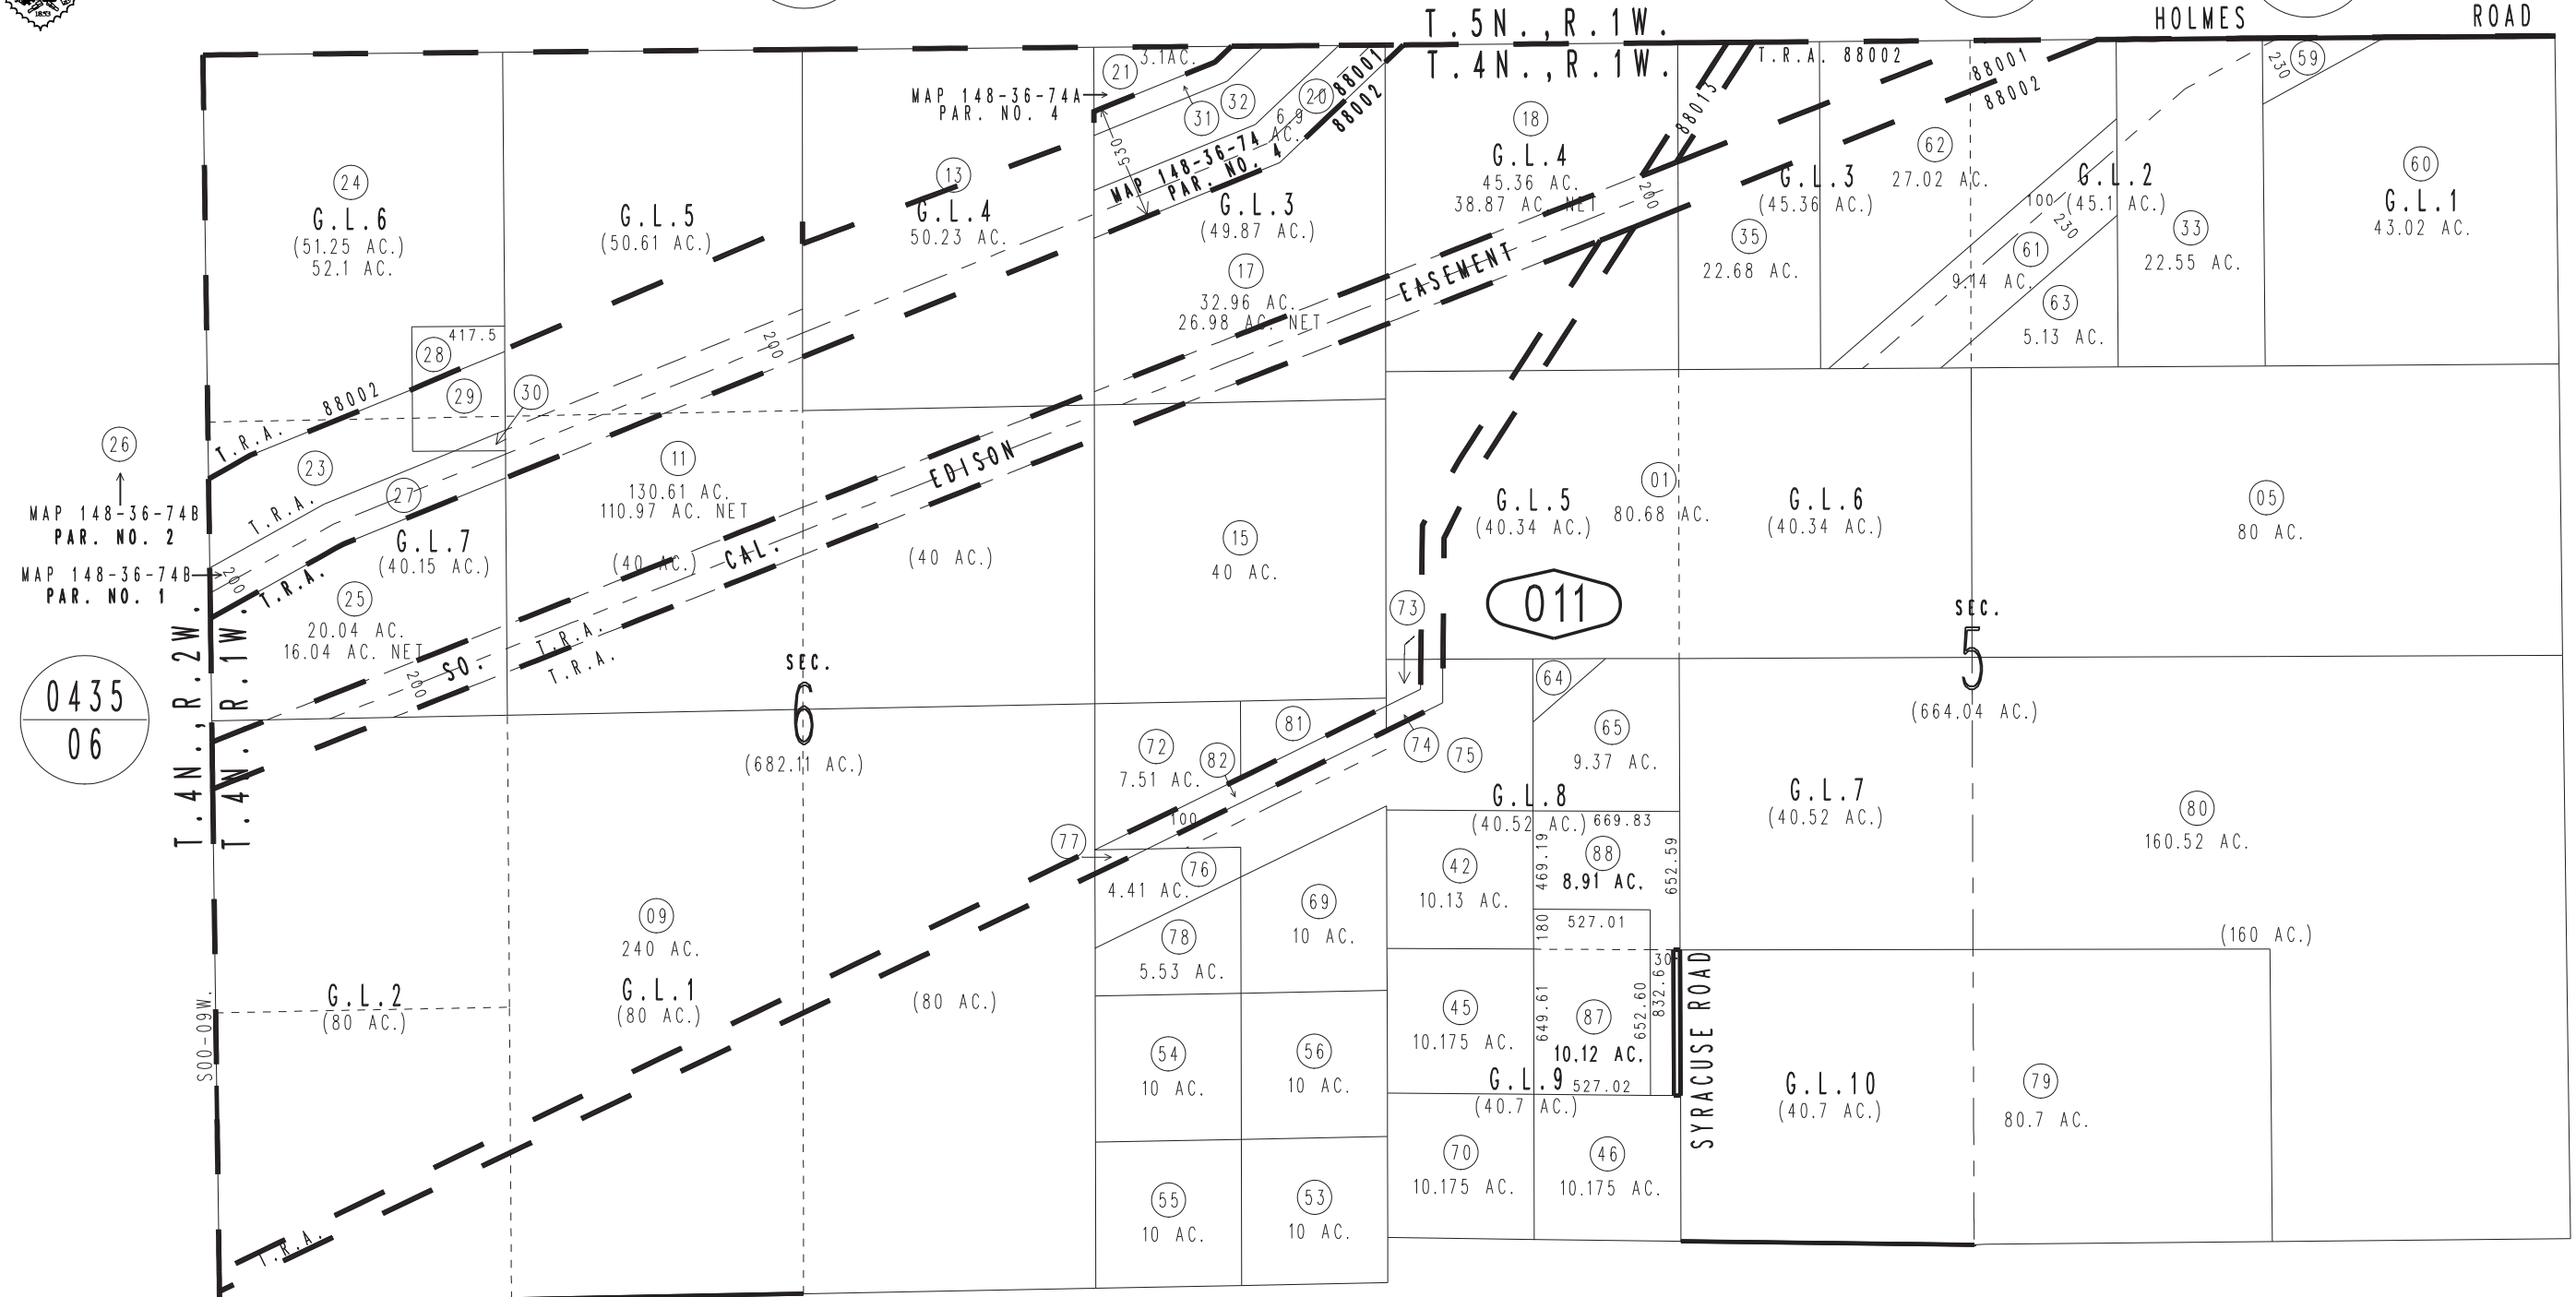 1853
T.5N.,R.1W.
T.4N.,R.1W.
HOLMES
ROAD
T.R.A. 88002
88001
88002
88013
230
59
21
3.1AC.
MAP 148-36-74A
PAR. NO. 4
31
32
20
6.9
AC.
88001
88002
530
MAP 148-36-74
PAR. NO. 4
24
G.L.6
(51.25 AC.)
52.1 AC.
G.L.5
(50.61 AC.)
13
G.L.4
50.23 AC.
G.L.3
(49.87 AC.)
17
32.96 AC.
26.98 AC. NET
18
G.L.4
45.36 AC.
38.87 AC. NET
200
EASEMENT
G.L.3
(45.36 AC.)
35
22.68 AC.
62
27.02 AC.
G.L.2
(45.1 AC.)
100
230
61
9.14 AC.
63
5.13 AC.
33
22.55 AC.
60
G.L.1
43.02 AC.
417.5
28
29
30
200
T.R.A.
88002
26
MAP 148-36-74B
PAR. NO. 2
MAP 148-36-74B
PAR. NO. 1
23
T.R.A.
27
G.L.7
(40.15 AC.)
200
T.R.A.
25
20.04 AC.
16.04 AC. NET
11
130.61 AC.
110.97 AC. NET
(40 AC.)
(40 AC.)
SO.
CAL.
EDISON
200
T.R.A.
T.R.A.
15
40 AC.
G.L.5
(40.34 AC.)
01
80.68 AC.
G.L.6
(40.34 AC.)
05
80 AC.
011
73
SEC.
5
(664.04 AC.)
0435
06
T.4N.,R.2W.
T.4N.,R.1W.
SEC.
6
(682.11 AC.)
72
7.51 AC.
81
82
74
75
64
65
9.37 AC.
G.L.8
(40.52 AC.)
669.83
G.L.7
(40.52 AC.)
80
160.52 AC.
77
100
76
4.41 AC.
42
10.13 AC.
469.19
88
8.91 AC.
652.59
09
240 AC.
69
10 AC.
78
5.53 AC.
180
527.01
(160 AC.)
30
832.6
SYRACUSE ROAD
G.L.2
(80 AC.)
G.L.1
(80 AC.)
(80 AC.)
S00-09W.
45
10.175 AC.
649.61
87
10.12 AC.
652.60
54
10 AC.
56
10 AC.
G.L.9
527.02
(40.7 AC.)
G.L.10
(40.7 AC.)
79
80.7 AC.
70
10.175 AC.
46
10.175 AC.
55
10 AC.
53
10 AC.
T.R.A.